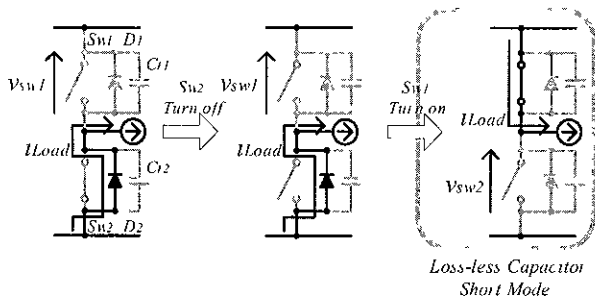 Sw1 D1
Cr1
vsw1
iLoad
Cr2
Sw2 D2
Sw2
Turn off
vsw1
iLoad
Sw1
Turn on
iLoad
vsw2
Loss-less Capacitor
Short Mode